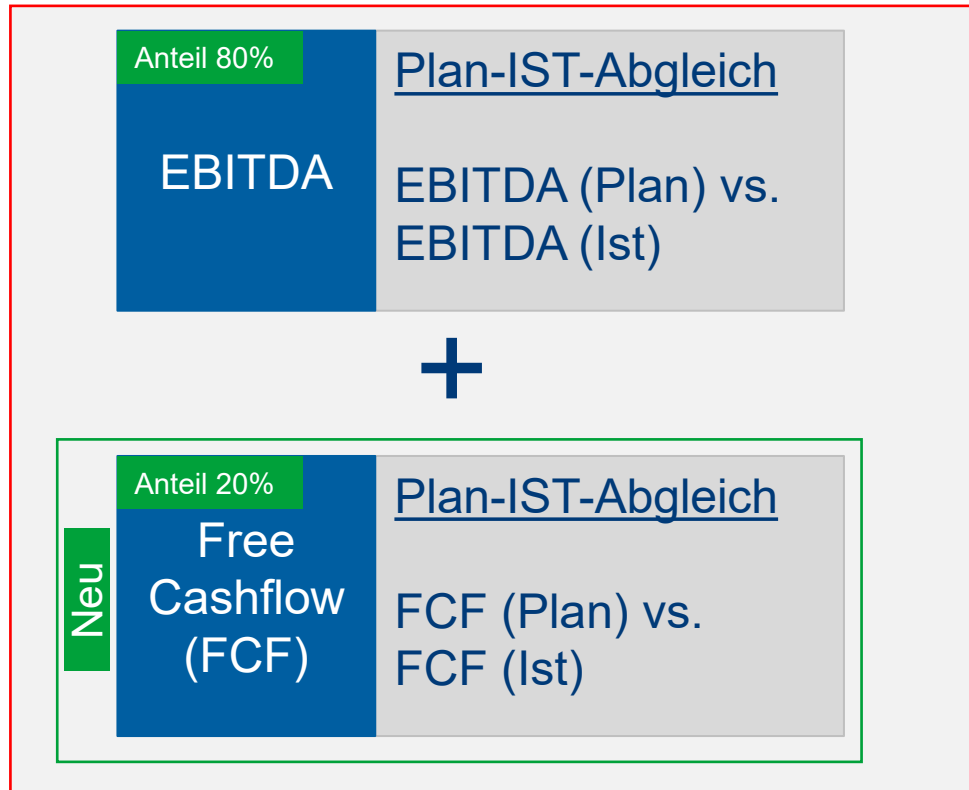 Anteil 80%
EBITDA
Plan-IST-Abgleich
EBITDA (Plan) vs.
EBITDA (Ist)
+
Neu
Anteil 20%
Free
Cashflow
(FCF)
Plan-IST-Abgleich
FCF (Plan) vs.
FCF (Ist)